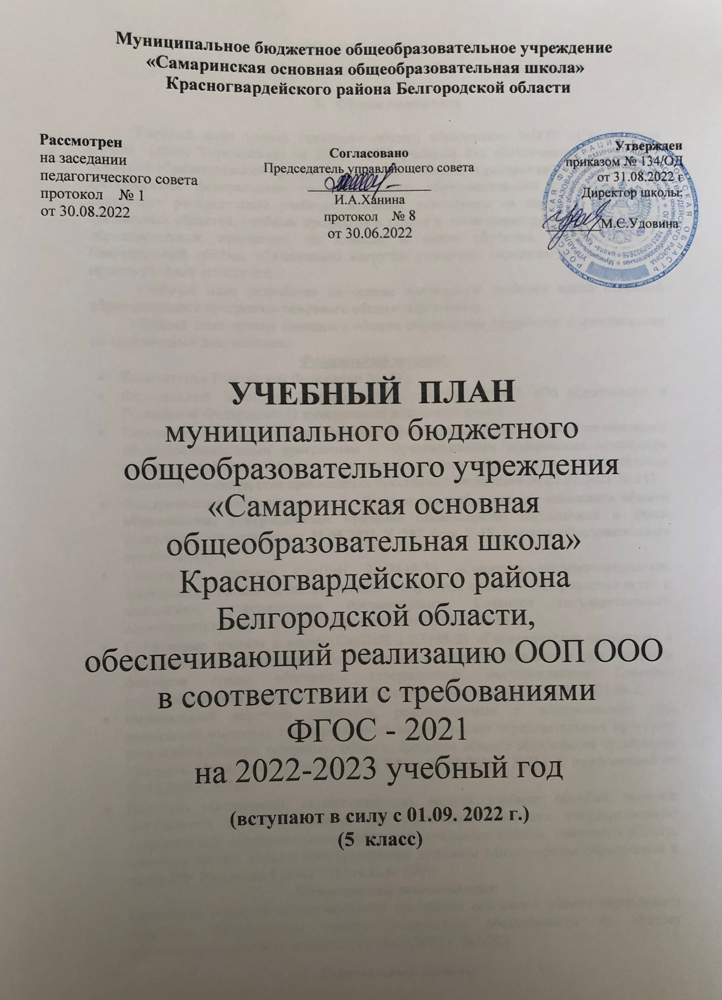 Муниципальное бюджетное общеобразовательное учреждение
«Самаринская основная общеобразовательная школа»
Красногвардейского района Белгородской области
Рассмотрен
на заседании
педагогического совета
протокол № 1
от 30.08.2022
Согласовано
Председатель управляющего совета
И.А.Ханина
протокол № 8
от 30.06.2022
Утвержден
приказом № 134/ОД
от 31.08.2022 г
Директор школы:
М.С.Удовина
УЧЕБНЫЙ ПЛАН
муниципального бюджетного
общеобразовательного учреждения
«Самаринская основная
общеобразовательная школа»
Красногвардейского района
Белгородской области,
обеспечивающий реализацию ООП ООО
в соответствии с требованиями
ФГОС - 2021
на 2022-2023 учебный год
(вступают в силу с 01.09. 2022 г.)
(5 класс)